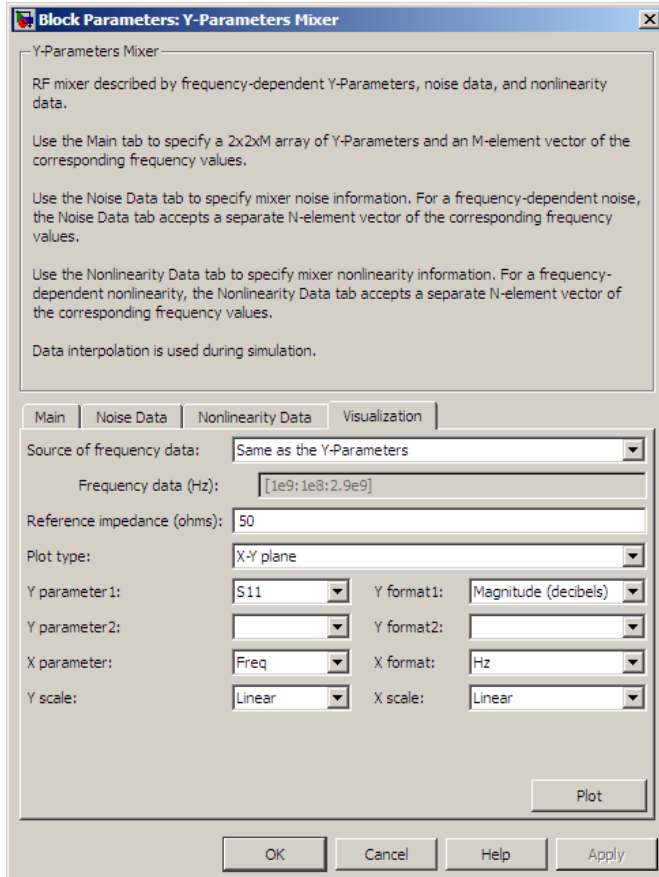 Block Parameters: Y-Parameters Mixer
Y-Parameters Mixer
RF mixer described by frequency-dependent Y-Parameters, noise data, and nonlinearity
data.
Use the Main tab to specify a 2x2xM array of Y-Parameters and an M-element vector of the
corresponding frequency values.
Use the Noise Data tab to specify mixer noise information. For a frequency-dependent noise,
the Noise Data tab accepts a separate N-element vector of the corresponding frequency
values.
Use the Nonlinearity Data tab to specify mixer nonlinearity information. For a frequency-
dependent nonlinearity, the Nonlinearity Data tab accepts a separate N-element vector of
the corresponding frequency values.
Data interpolation is used during simulation.
Main Noise Data Nonlinearity Data Visualization
Source of frequency data: Same as the Y-Parameters
Frequency data (Hz): [1e9:1e8:2.9e9]
Reference impedance (ohms): 50
Plot type: X-Y plane
Y parameter1: S11 Y format1: Magnitude (decibels)
Y parameter2: Y format2:
X parameter: Freq X format: Hz
Y scale: Linear X scale: Linear
Plot
OK Cancel Help Apply